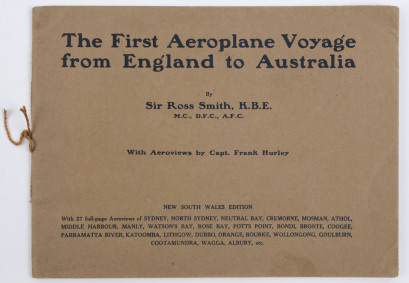 The First Aeroplane Voyage
from England to Australia
By
Sir Ross Smith, K.B.E.
M.C., D.F.C., A.F.C.
With Aeroviews by Capt. Frank Hurley
NEW SOUTH WALES EDITION
With 27 full-page Aeroviews of SYDNEY, NORTH SYDNEY, NEUTRAL BAY, CREMORNE, MOSMAN, ATHOL,
MIDDLE HARBOUR, MANLY, WATSON'S BAY, ROSE BAY, POTTS POINT, BONDI, BRONTE, COOGEE,
PARRAMATTA RIVER, KATOOMBA, LITHGOW, DUBBO, ORANGE, BOURKE, WOLLONGONG, GOULBURN,
COOTAMUNDRA, WAGGA, ALBURY, etc.